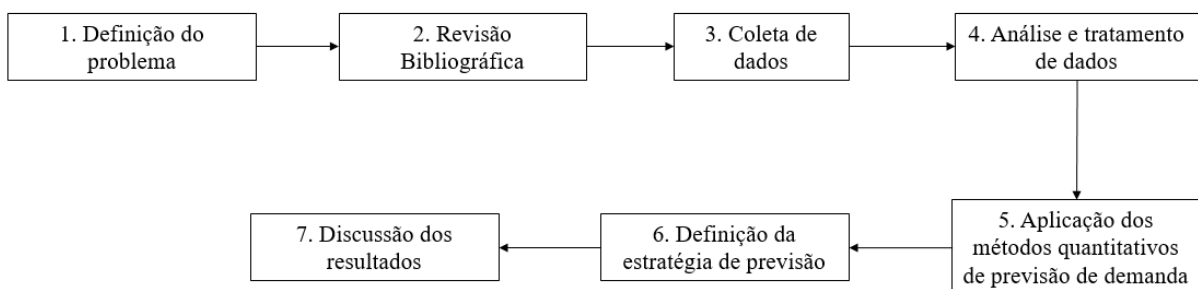 1. Definição do
problema
2. Revisão
Bibliográfica
3. Coleta de
dados
4. Análise e tratamento
de dados
5. Aplicação dos
métodos quantitativos
de previsão de demanda
6. Definição da
estratégia de previsão
7. Discussão dos
resultados